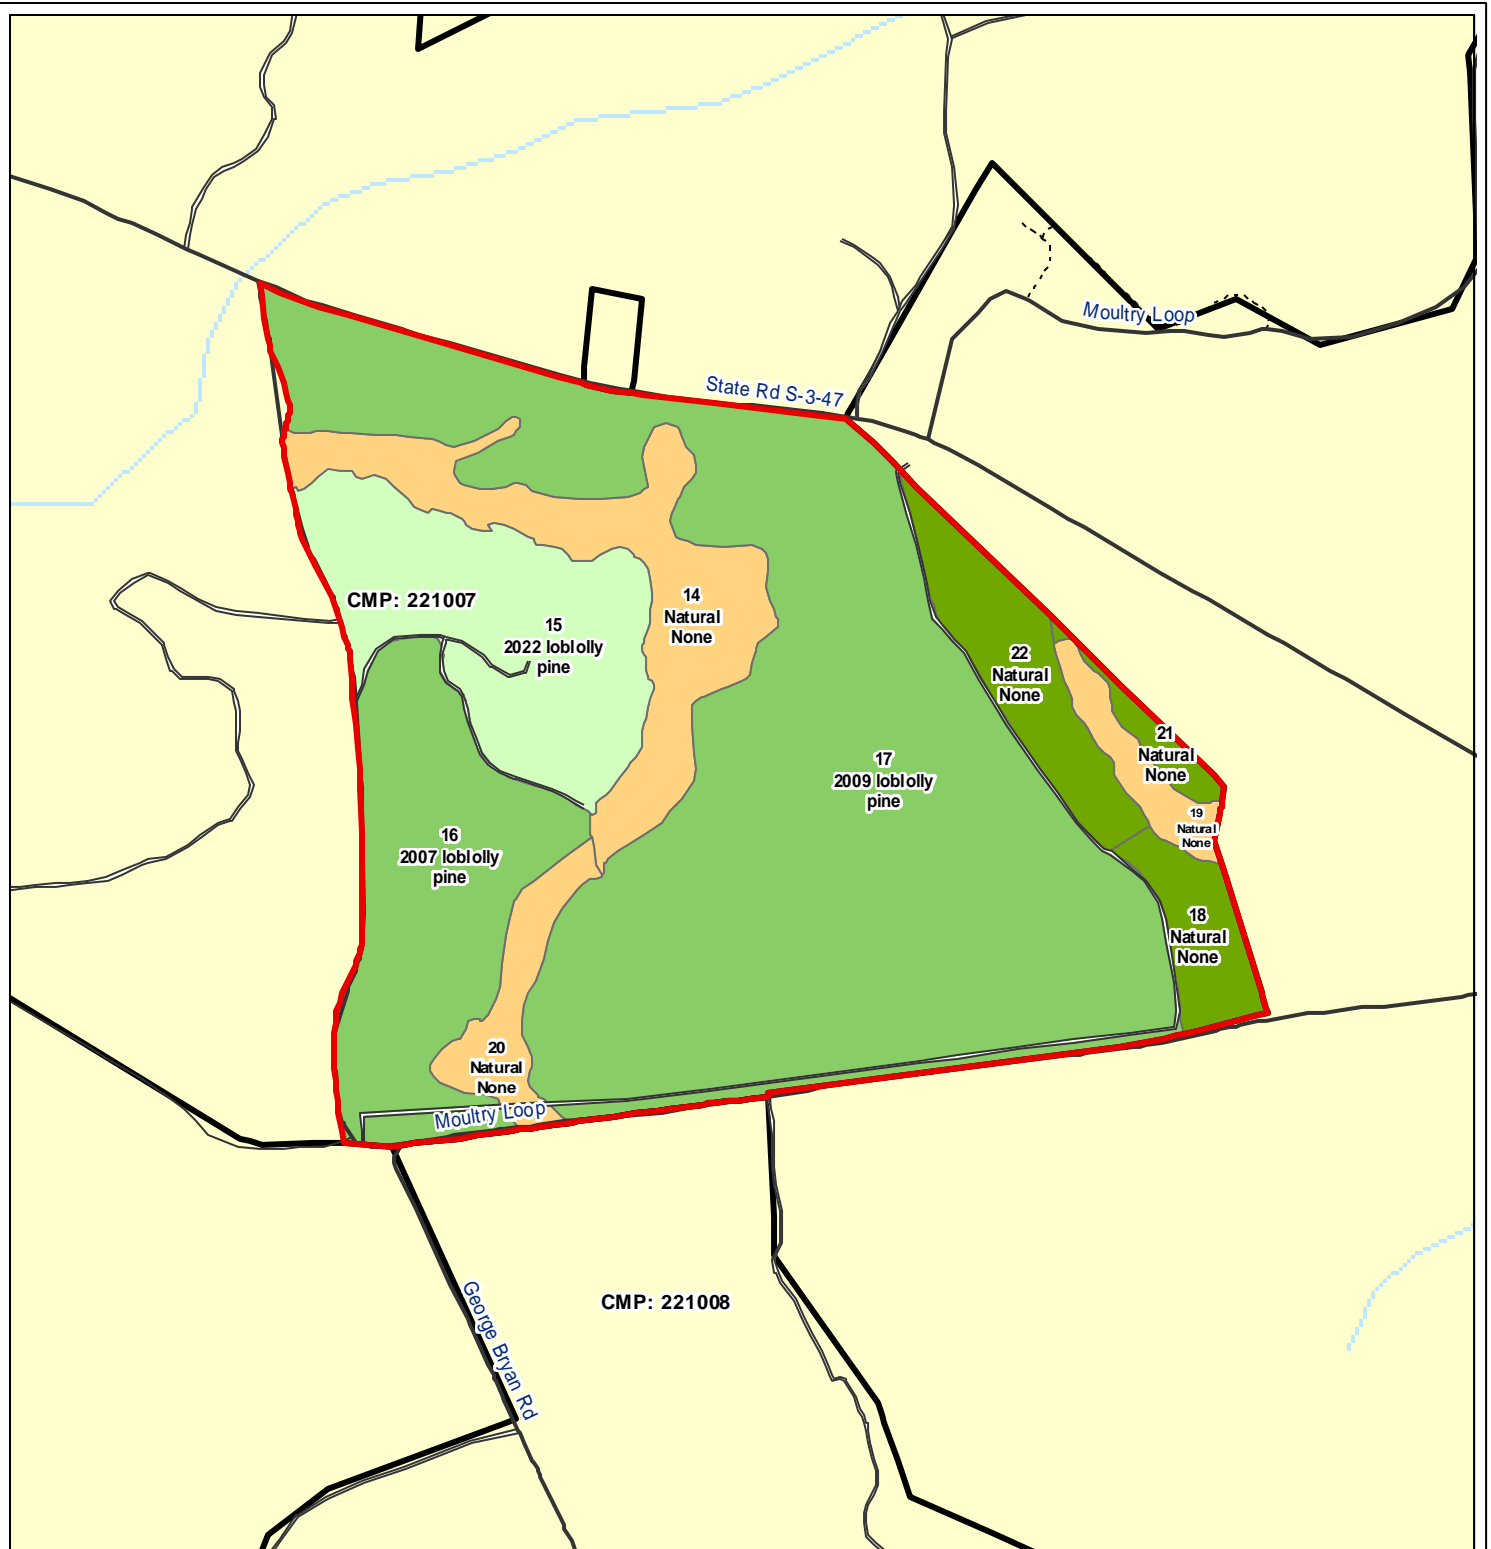 Moultry Loop
State Rd S-3-47
CMP: 221007
14
Natural
None
15
2022 loblolly
pine
22
Natural
None
21
Natural
None
17
2009 loblolly
pine
19
Natural
None
16
2007 loblolly
pine
18
Natural
None
20
Natural
None
Moultry Loop
George Bryan Rd
CMP: 221008